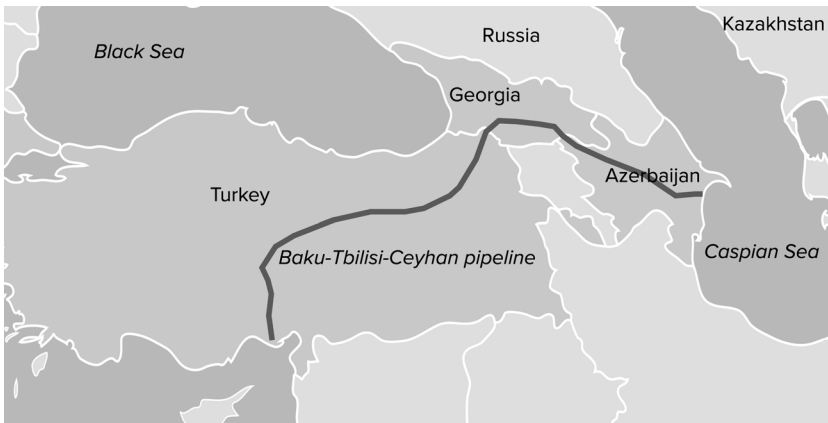 Kazakhstan
Russia
Black Sea
Georgia
Azerbaijan
Turkey
Caspian Sea
Baku-Tbilisi-Ceyhan pipeline